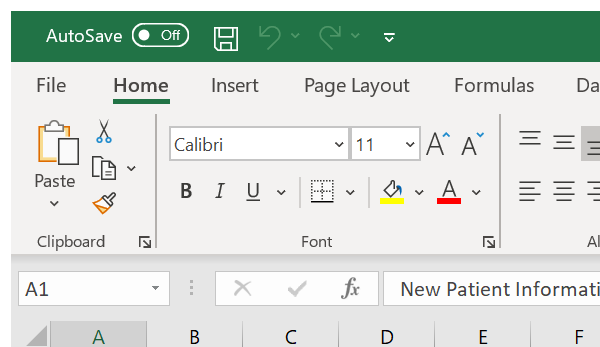 AutoSave Off
File Home Insert Page Layout Formulas Da
Calibri 11 A A
Paste B I U A
Clipboard Font Al
A1 fx New Patient Informati
A B C D E F